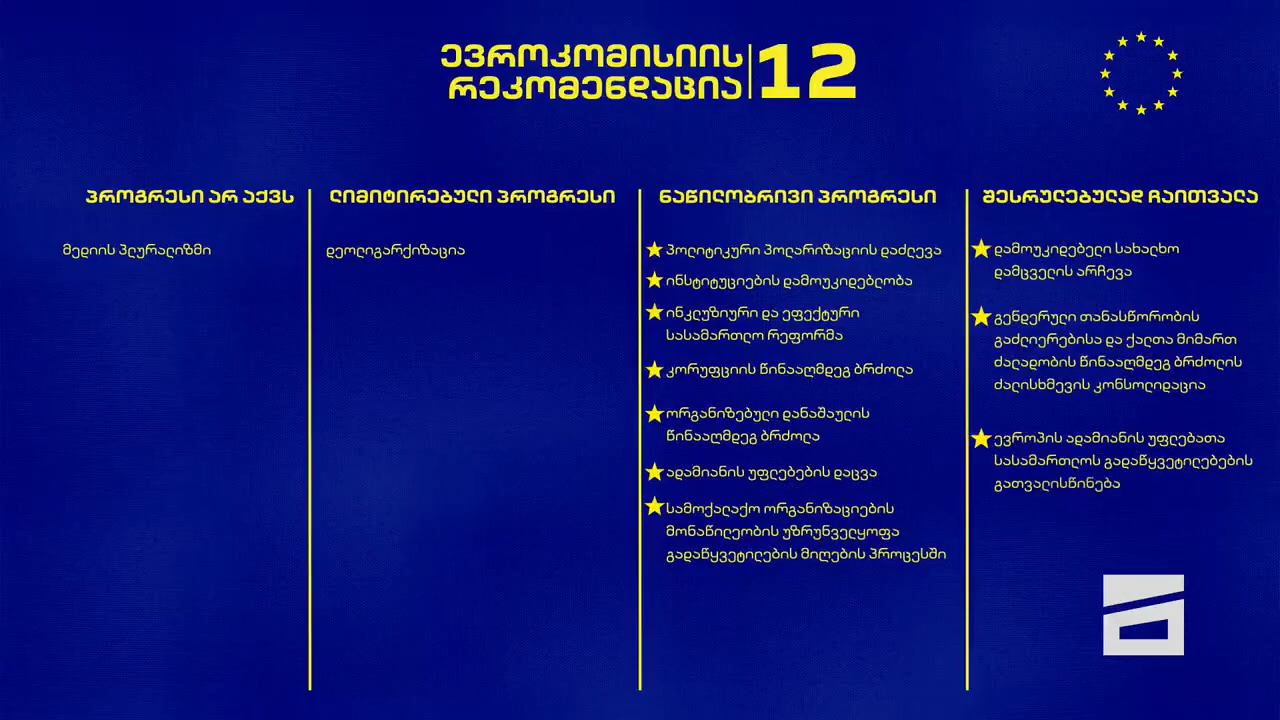 ევროკომისიის
რეკომენდაცია
12
პროგრესი არ აქვს
მედიის პლურალიზმი
ლიმიტირებული პროგრესი
დეოლიგარქიზაცია
ნაწილობრივი პროგრესი
პოლიტიკური პოლარიზაციის დაძლევა
ინსტიტუციების დამოუკიდებლობა
ინკლუზიური და ეფექტური
სასამართლო რეფორმა
კორუფციის წინააღმდეგ ბრძოლა
ორგანიზებული დანაშაულის
წინააღმდეგ ბრძოლა
ადამიანის უფლებების დაცვა
სამოქალაქო ორგანიზაციების
მონაწილეობის უზრუნველყოფა
გადაწყვეტილების მიღების პროცესში
შესრულებულად ჩაითვალა
დამოუკიდებელი სახალხო
დამცველის არჩევა
გენდერული თანასწორობის
გაძლიერებისა და ქალთა მიმართ
ძალადობის წინააღმდეგ ბრძოლის
ძალისხმევის კონსოლიდაცია
ევროპის ადამიანის უფლებათა
სასამართლოს გადაწყვეტილებების
გათვალისწინება